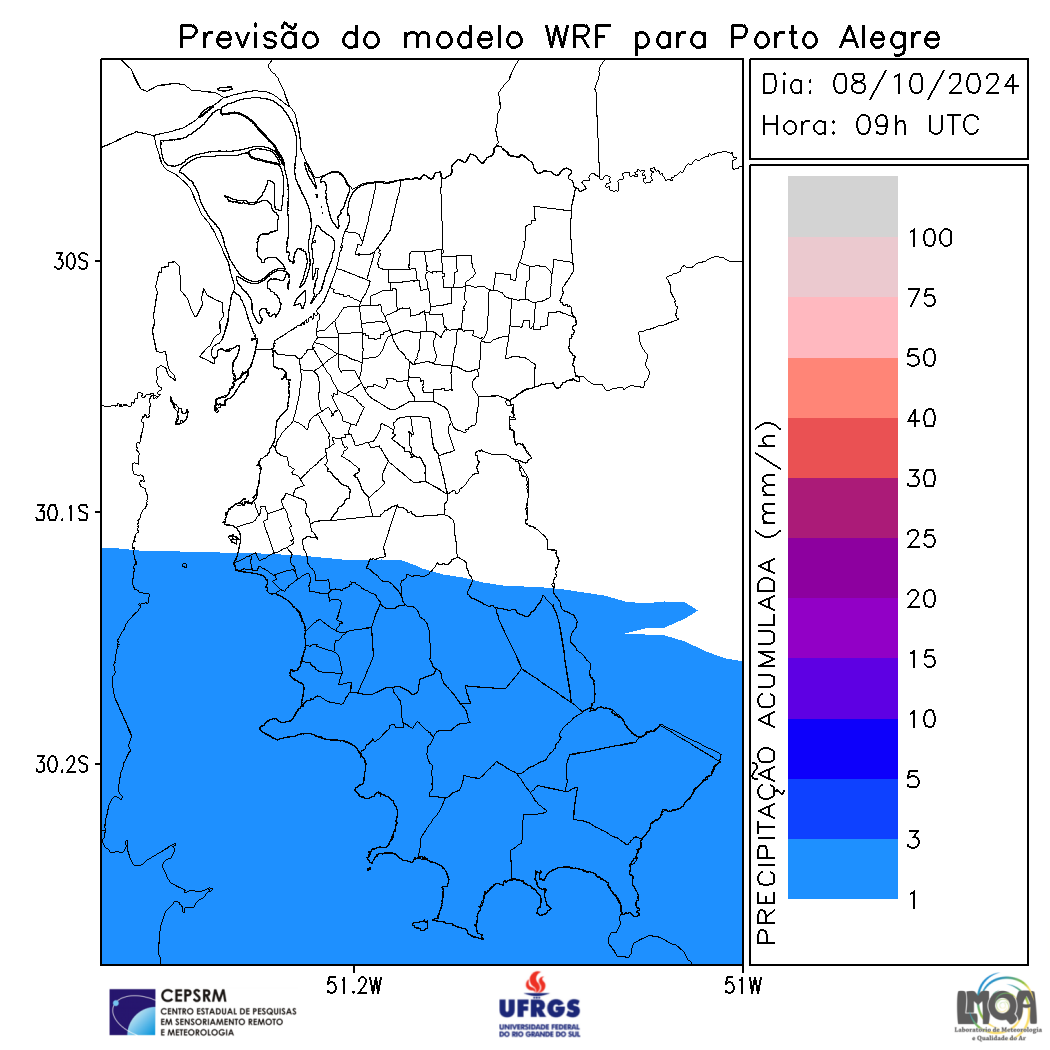 Previsão do modelo WRF para Porto Alegre
Dia: 08/10/2024
Hora: 09h UTC
30S
30.1S
30.2S
51.2W
51W
PRECIPITAÇÃO ACUMULADA (mm/h)
100
75
50
40
30
25
20
15
10
5
3
1
CEPSRM
CENTRO ESTADUAL DE PESQUISAS
EM SENSORIAMENTO REMOTO
E METEOROLOGIA
UFRGS
UNIVERSIDADE FEDERAL
DO RIO GRANDE DO SUL
LMQA
Laboratório de Meteorologia
e Qualidade do Ar